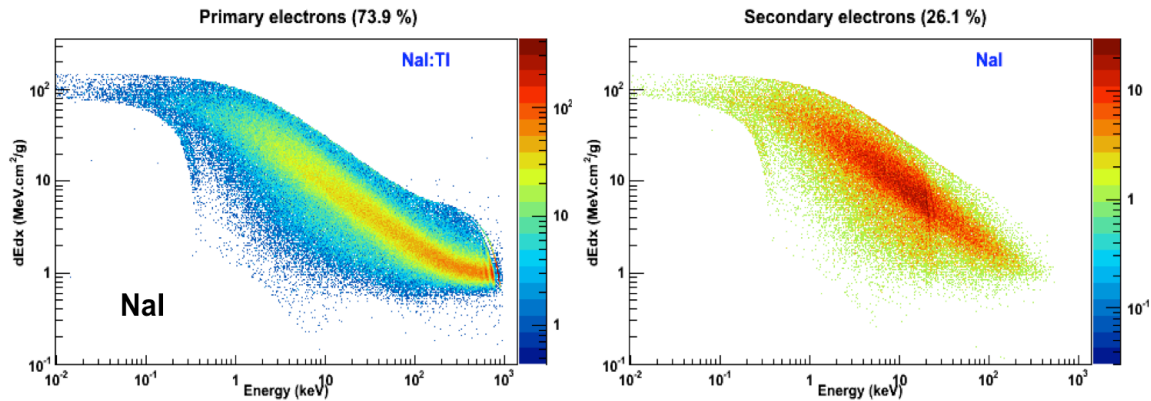 Primary electrons (73.9 %)
NaI:Tl
NaI
dEdx (MeV.cm²/g)
10²
10
1
10⁻¹
10⁻² 10⁻¹ 1 10 10² 10³
Energy (keV)
10²
10
1
Secondary electrons (26.1 %)
NaI
dEdx (MeV.cm²/g)
10²
10
1
10⁻¹
10⁻² 10⁻¹ 1 10 10² 10³
Energy (keV)
10
1
10⁻¹